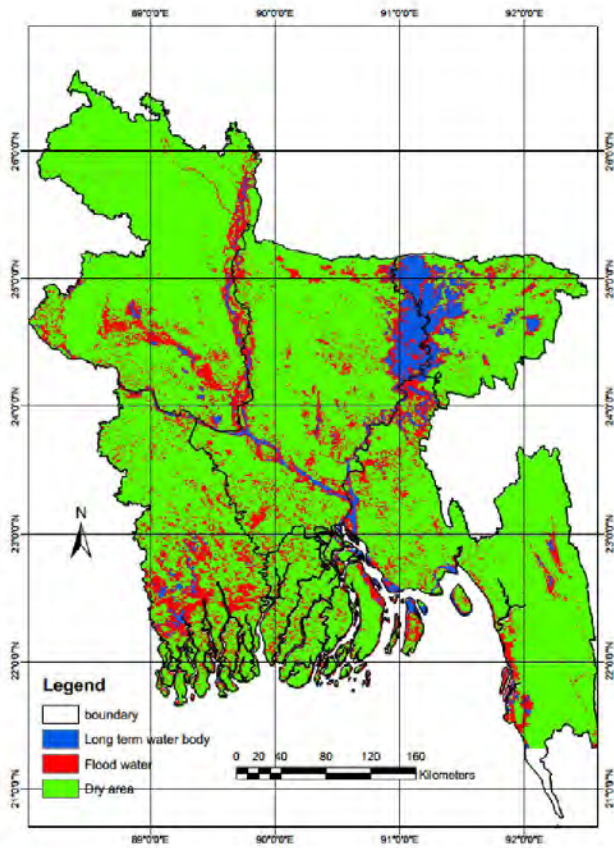 89°0'0"E 90°0'0"E 91°0'0"E 92°0'0"E
26°0'0"N 26°0'0"N
25°0'0"N 25°0'0"N
24°0'0"N 24°0'0"N
23°0'0"N 23°0'0"N
22°0'0"N 22°0'0"N
21°0'0"N 21°0'0"N
N
Legend
boundary
Long term water body
Flood water
Dry area
0 20 40 80 120 160
Kilometers
89°0'0"E 90°0'0"E 91°0'0"E 92°0'0"E